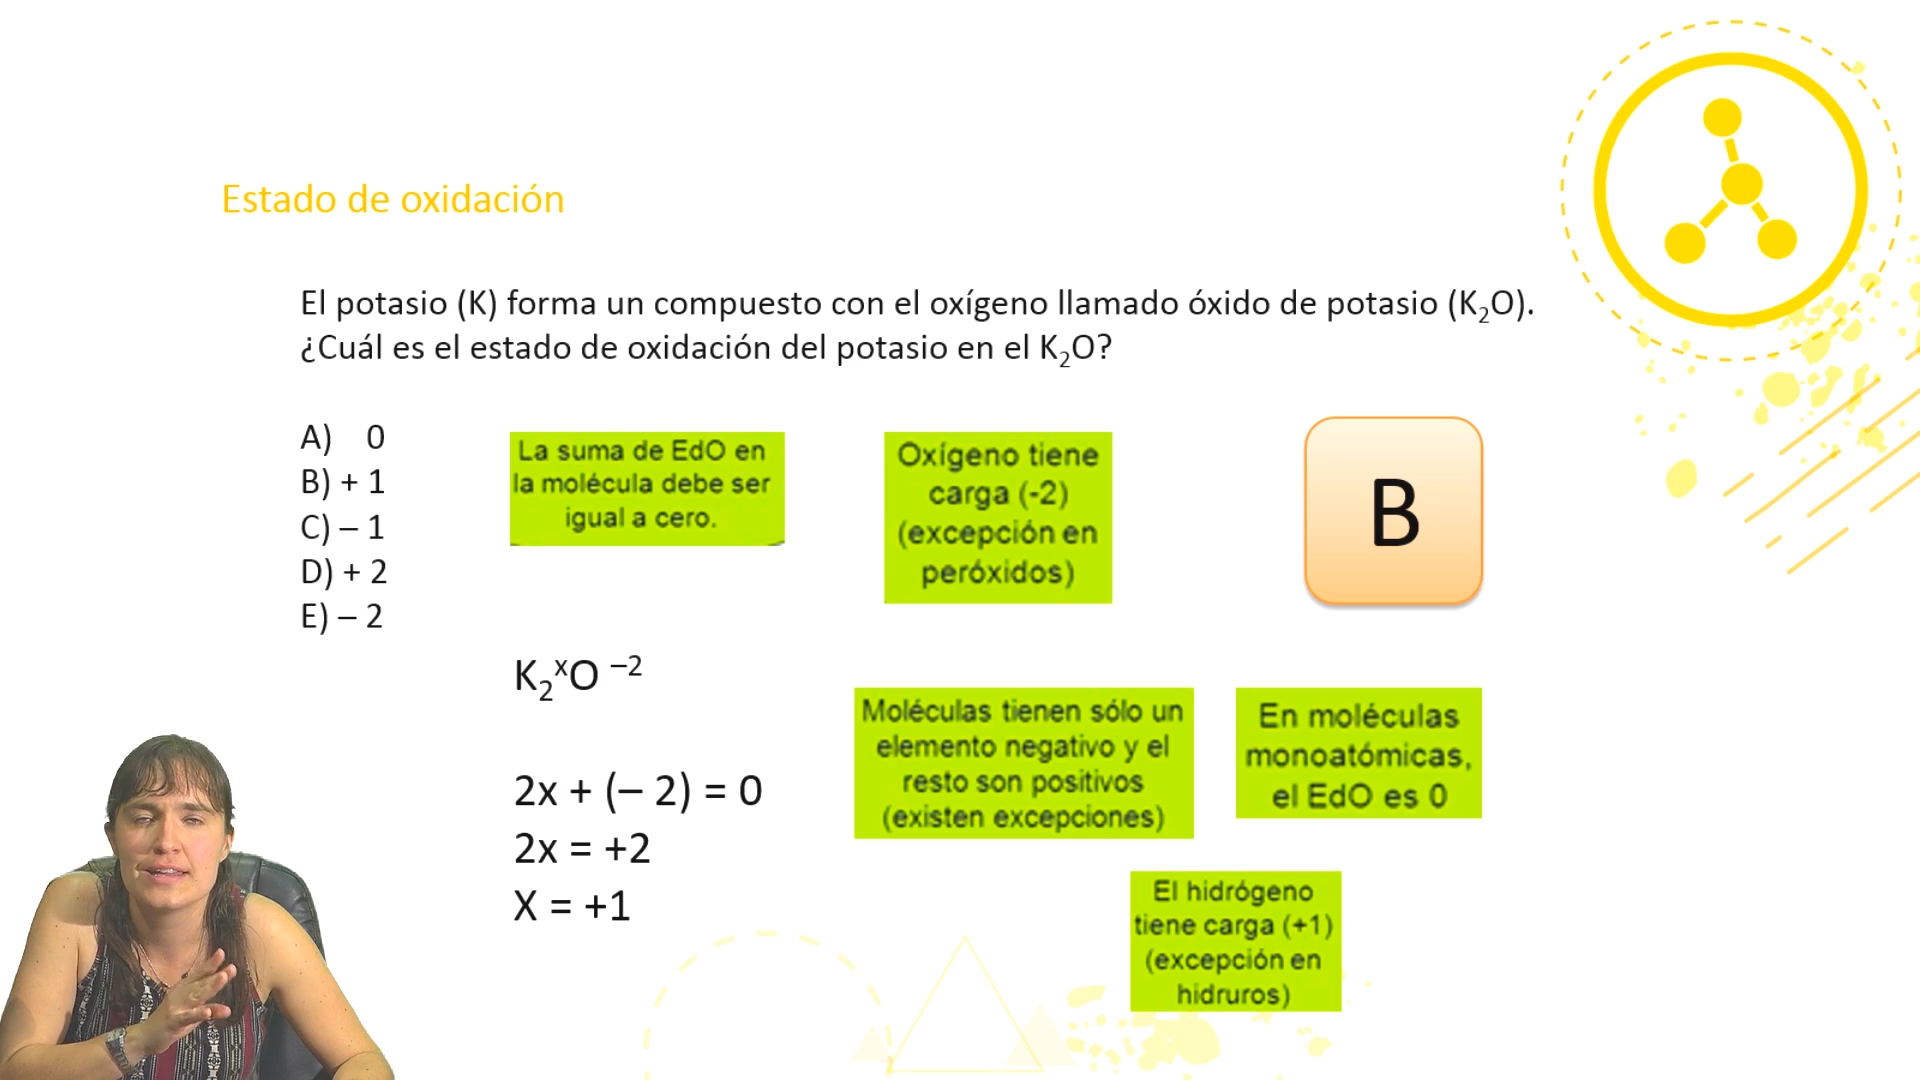 Estado de oxidación
El potasio (K) forma un compuesto con el oxígeno llamado óxido de potasio (K₂O).
¿Cuál es el estado de oxidación del potasio en el K₂O?
A) 0
B) + 1
C) – 1
D) + 2
E) – 2
La suma de EdO en
la molécula debe ser
igual a cero.
Oxígeno tiene
carga (-2)
(excepción en
peróxidos)
B
K₂ˣO ⁻²
2x + (– 2) = 0
2x = +2
X = +1
Moléculas tienen sólo un
elemento negativo y el
resto son positivos
(existen excepciones)
En moléculas
monoatómicas,
el EdO es 0
El hidrógeno
tiene carga (+1)
(excepción en
hidruros)